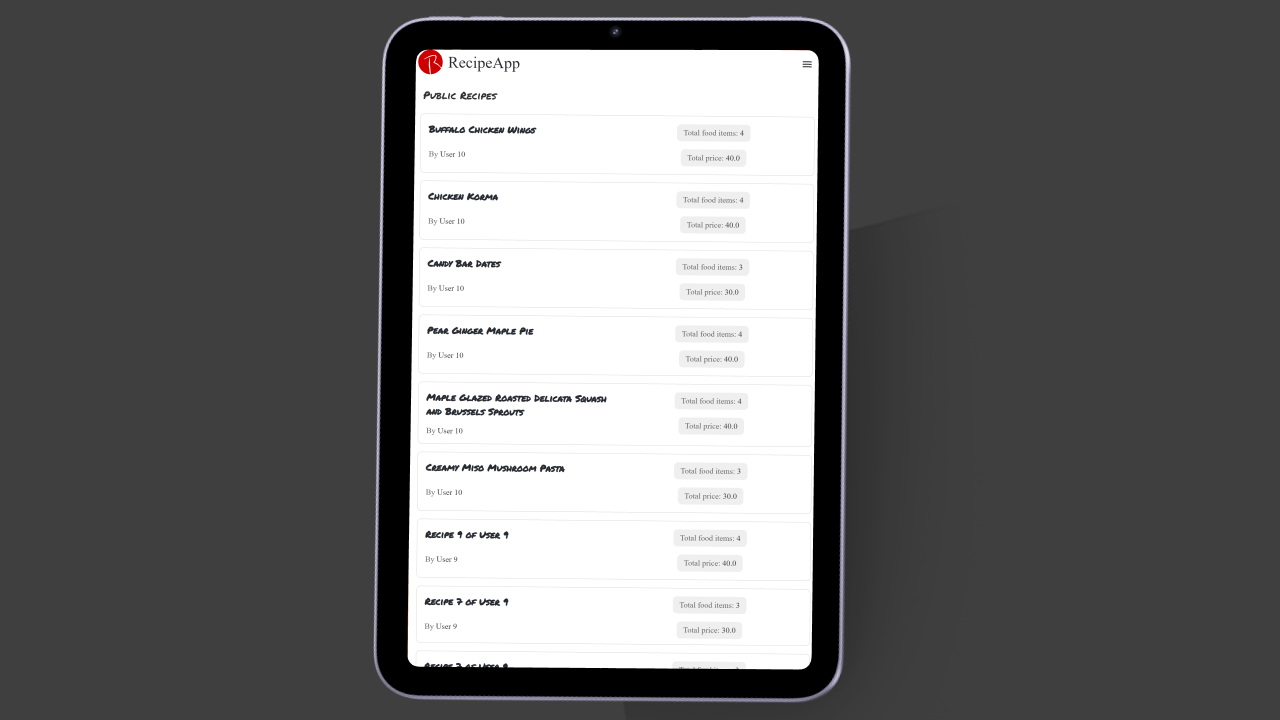 RecipeApp
Public Recipes
Buffalo Chicken Wings
Total food items: 4
By User 10
Total price: 40.0
Chicken Korma
Total food items: 4
By User 10
Total price: 40.0
Candy Bar Dates
Total food items: 3
By User 10
Total price: 30.0
Pear Ginger Maple Pie
Total food items: 4
By User 10
Total price: 40.0
Maple Glazed Roasted Delicata Squash
and Brussels Sprouts
Total food items: 4
By User 10
Total price: 40.0
Creamy Miso Mushroom Pasta
Total food items: 3
By User 10
Total price: 30.0
Recipe 9 of User 9
Total food items: 4
By User 9
Total price: 40.0
Recipe 7 of User 9
Total food items: 3
By User 9
Total price: 30.0